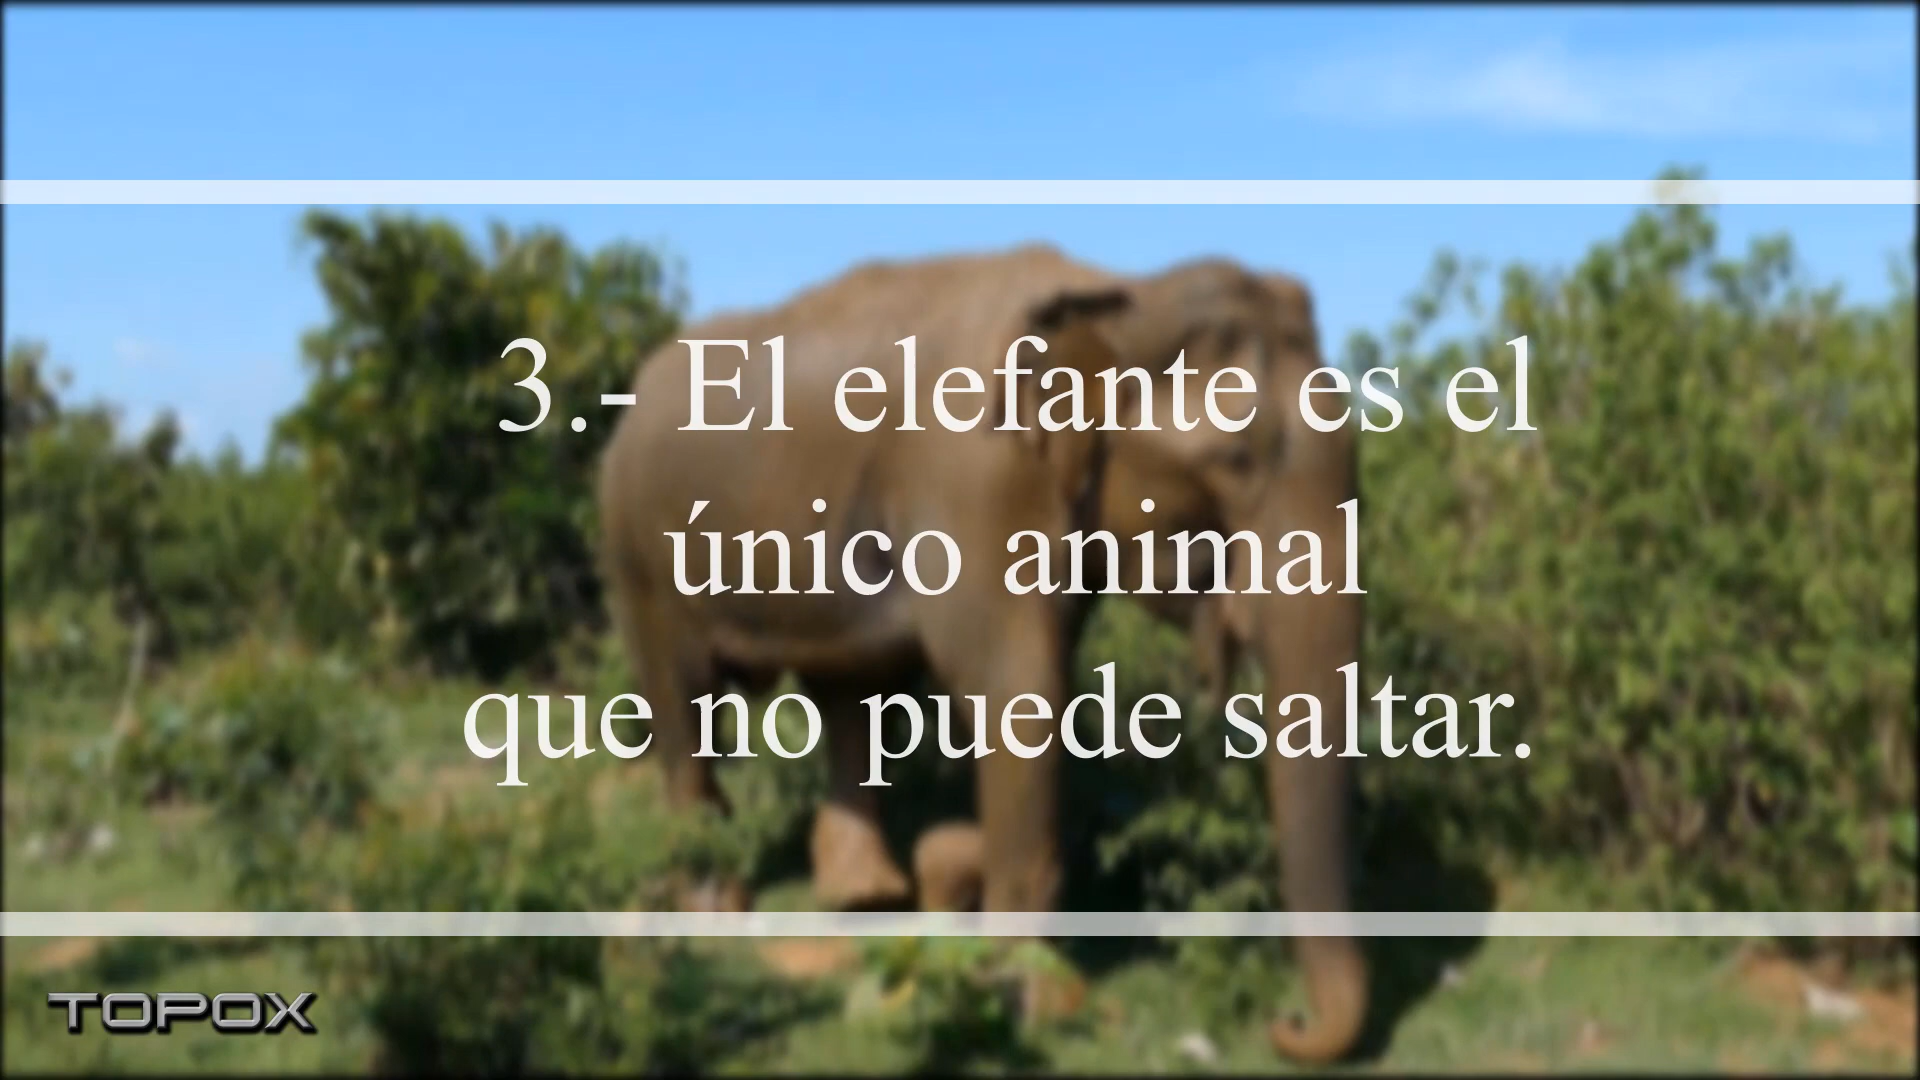 3.- El elefante es el
único animal
que no puede saltar.
TOPOX